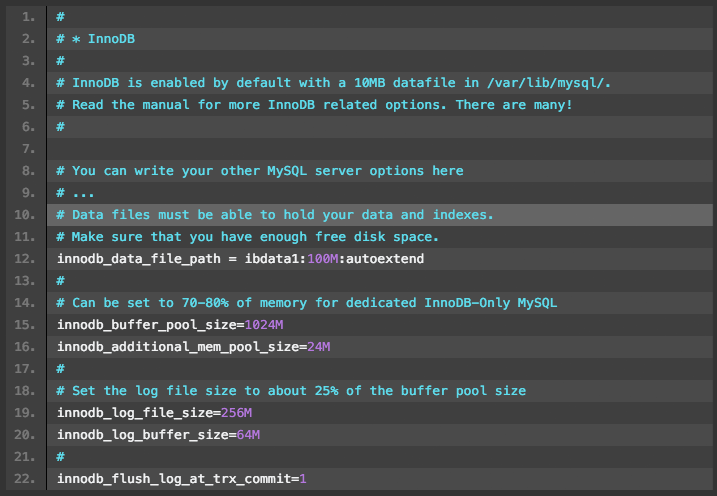 1. #
2. # * InnoDB
3. #
4. # InnoDB is enabled by default with a 10MB datafile in /var/lib/mysql/.
5. # Read the manual for more InnoDB related options. There are many!
6. #
7.
8. # You can write your other MySQL server options here
9. # ...
10. # Data files must be able to hold your data and indexes.
11. # Make sure that you have enough free disk space.
12. innodb_data_file_path = ibdata1:100M:autoextend
13. #
14. # Can be set to 70-80% of memory for dedicated InnoDB-Only MySQL
15. innodb_buffer_pool_size=1024M
16. innodb_additional_mem_pool_size=24M
17. #
18. # Set the log file size to about 25% of the buffer pool size
19. innodb_log_file_size=256M
20. innodb_log_buffer_size=64M
21. #
22. innodb_flush_log_at_trx_commit=1